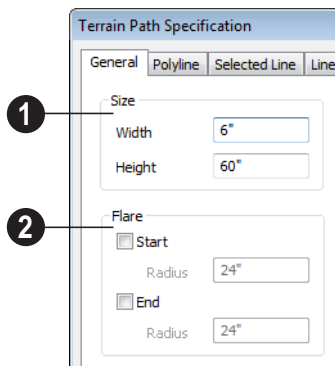 Terrain Path Specification
General Polyline Selected Line Line
1 Size
Width 6"
Height 60"
2 Flare
Start
Radius 24"
End
Radius 24"